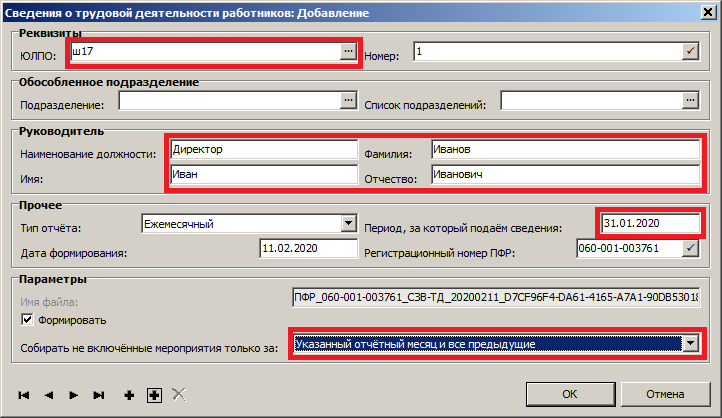 Сведения о трудовой деятельности работников: Добавление
Реквизиты
ЮЛПО: ш17 ... Номер: 1
Обособленное подразделение
Подразделение: ... Список подразделений: ...
Руководитель
Наименование должности: Директор Фамилия: Иванов
Имя: Иван Отчество: Иванович
Прочее
Тип отчёта: Ежемесячный Период, за который подаём сведения: 31.01.2020
Дата формирования: 11.02.2020 Регистрационный номер ПФР: 060-001-003761
Параметры
Имя файла: ПФР_060-001-003761_СЗВ-ТД_20200211_D7CF96F4-DA61-4165-A7A1-90DB53018
Формировать
Собирать не включённые мероприятия только за: Указанный отчётный месяц и все предыдущие
OK Отмена